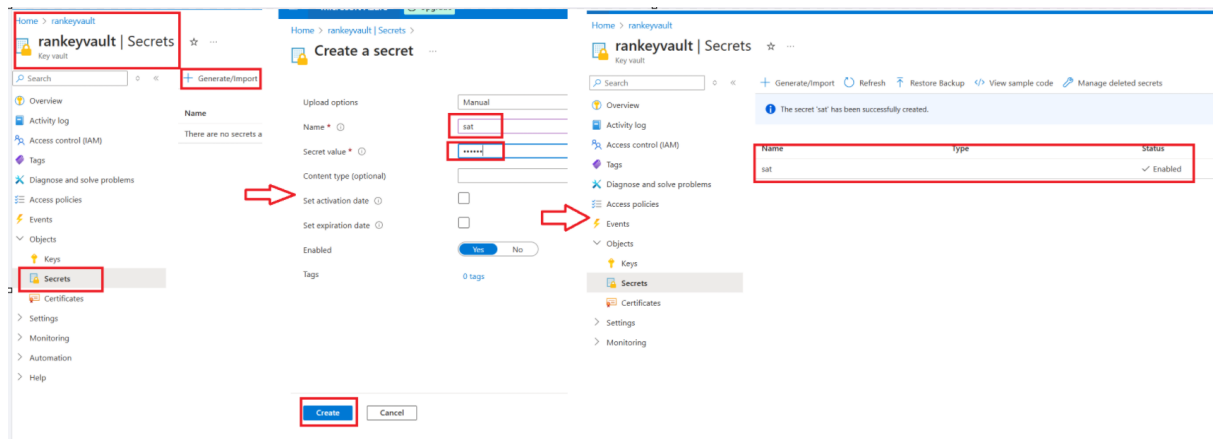 Home > rankeyvault
rankeyvault | Secrets
Key vault
Search
Generate/Import
Overview
Activity log
Access control (IAM)
Tags
Diagnose and solve problems
Access policies
Events
Objects
Keys
Secrets
Certificates
Settings
Monitoring
Automation
Help
Name
There are no secrets a
Home > rankeyvault | Secrets >
Create a secret
Upload options Manual
Name * sat
Secret value * ••••••
Content type (optional)
Set activation date
Set expiration date
Enabled Yes No
Tags 0 tags
Create Cancel
Home > rankeyvault
rankeyvault | Secrets
Key vault
Search
Generate/Import Refresh Restore Backup View sample code Manage deleted secrets
Overview
Activity log
Access control (IAM)
Tags
Diagnose and solve problems
Access policies
Events
Objects
Keys
Secrets
Certificates
Settings
Monitoring
The secret 'sat' has been successfully created.
Name Type Status
sat Enabled